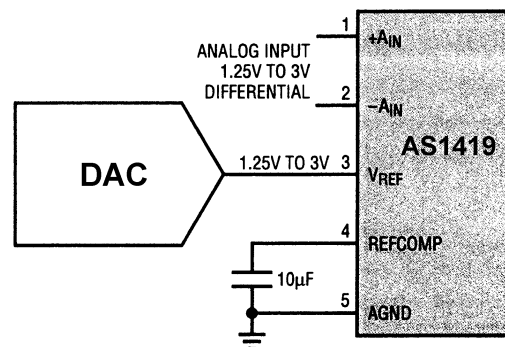 1
+AIN
ANALOG INPUT
1.25V TO 3V
DIFFERENTIAL
2
−AIN
AS1419
DAC
1.25V TO 3V
3
VREF
4
REFCOMP
10µF
5
AGND